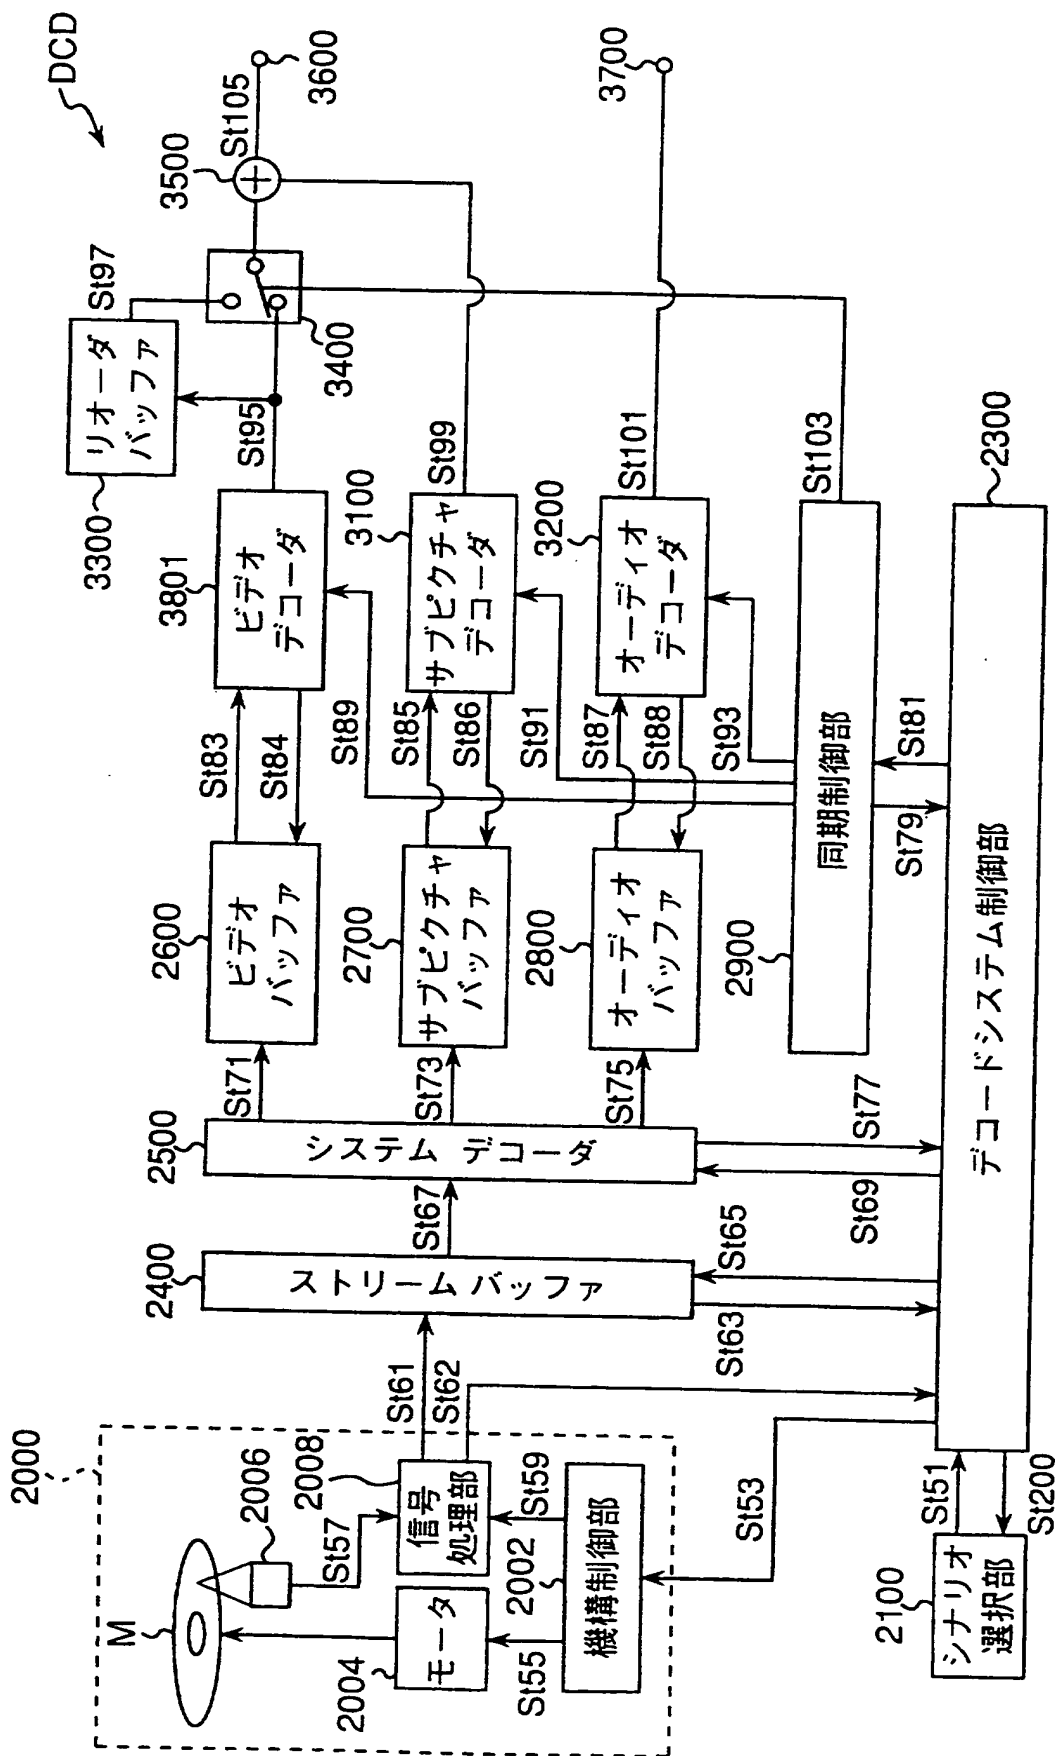 DCD
2000
M
2006
St57
2004
モータ
2008
信号
処理部
St55
St59
2002
機構制御部
St53
St61
St62
2400
ストリームバッファ
St63
St65
St67
2500
システム デコーダ
St69
St77
St71
St73
St75
2600
ビデオ
バッファ
2700
サブピクチャ
バッファ
2800
オーディオ
バッファ
St83
St84
St89
St85
St86
St91
St87
St88
St93
3801
ビデオ
デコーダ
3100
サブピクチャ
デコーダ
3200
オーディオ
デコーダ
2900
同期制御部
St79
St81
St95
St99
St101
St103
3300
リオーダ
バッファ
St97
3400
3500
St105
3600
3700
2100
シナリオ
選択部
St51
St200
デコードシステム制御部
2300